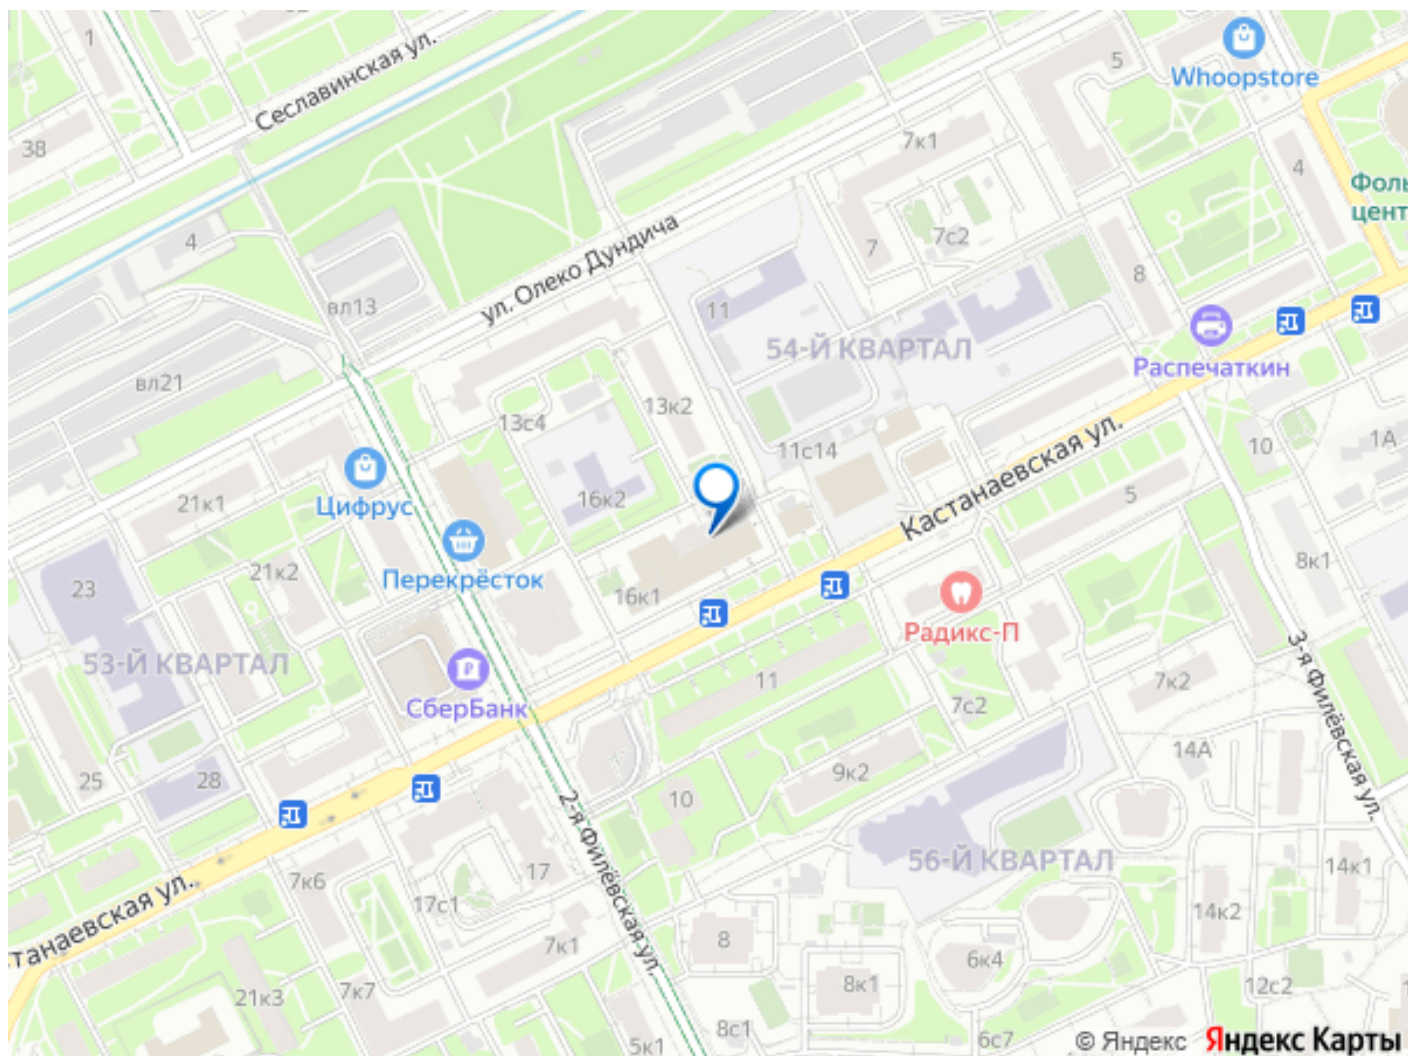 1
Сеславинская ул.
38
5
Whoopstore
7к1
4
Фоль
цент
4
7с2
7
8
ул. Олеко Дундича
11
вл13
54-Й КВАРТАЛ
Распечаткин
вл21
13с4
13к2
11с14
10
1А
Кастанаевская ул.
5
21к1
Цифрус
16к2
Перекрёсток
8к1
23
21к2
16к1
Радикс-П
3-я Филёвская ул.
53-Й КВАРТАЛ
СберБанк
11
7с2
7к2
14А
25
28
9к2
10
2-я Филёвская ул.
56-Й КВАРТАЛ
14к1
17
7к6
17с1
14к2
танаевская ул.
7к1
8
6к4
21к3
7к7
8к1
12с2
8с1
6с7
5к1
© Яндекс
Яндекс Карты